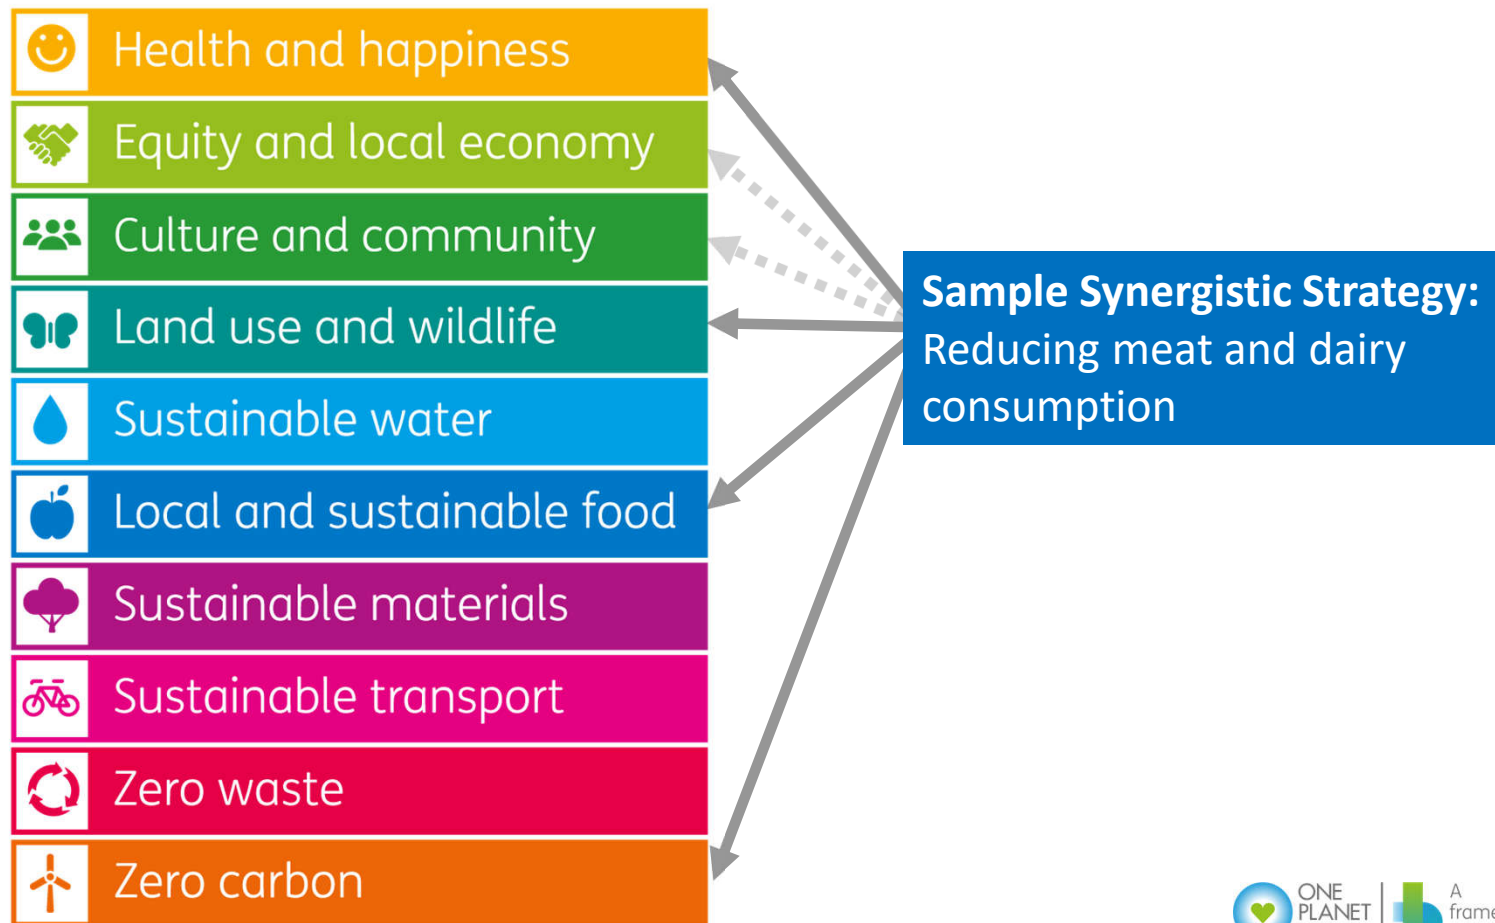 Health and happiness
Equity and local economy
Culture and community
Land use and wildlife
Sustainable water
Local and sustainable food
Sustainable materials
Sustainable transport
Zero waste
Zero carbon
Sample Synergistic Strategy:
Reducing meat and dairy
consumption
ONE
PLANET
A
frame